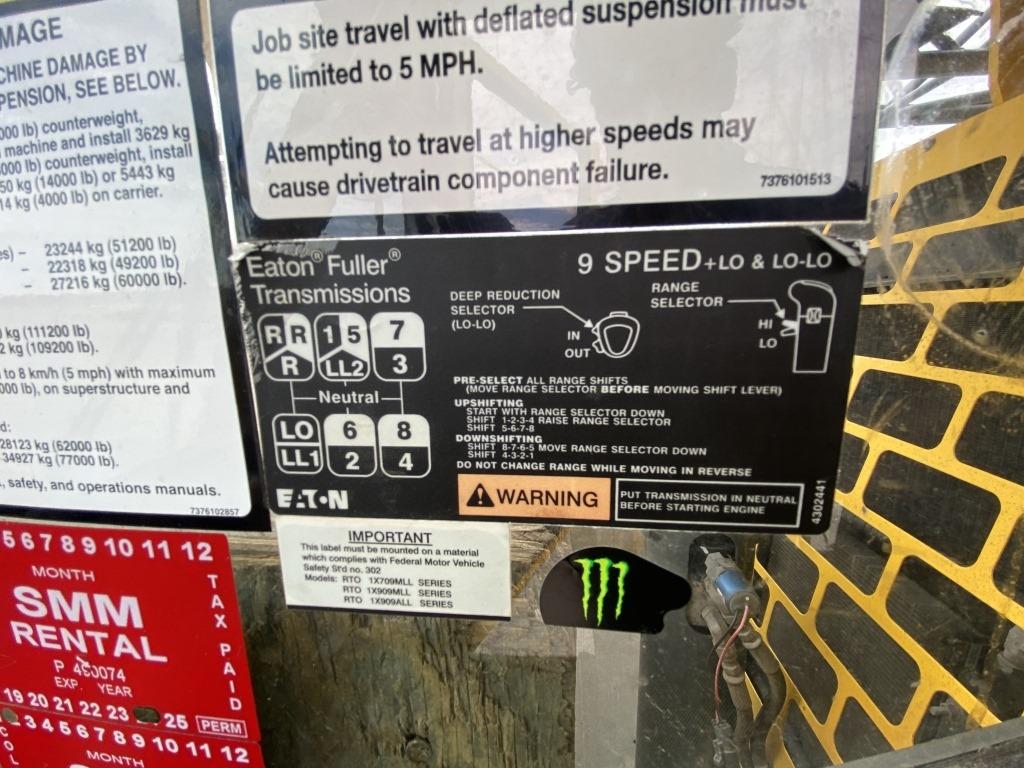 MAGE
CHINE DAMAGE BY
PENSION, SEE BELOW.
000 lb) counterweight,
machine and install 3629 kg
000 lb) counterweight, install
50 kg (14000 lb) or 5443 kg
14 kg (4000 lb) on carrier.
es) – 23244 kg (51200 lb)
– 22318 kg (49200 lb)
– 27216 kg (60000 lb).
kg (111200 lb)
2 kg (109200 lb).
to 8 km/h (5 mph) with maximum
000 lb), on superstructure and
d:
28123 kg (62000 lb)
34927 kg (77000 lb).
, safety, and operations manuals.
7376102857
Job site travel with deflated suspension must
be limited to 5 MPH.
Attempting to travel at higher speeds may
cause drivetrain component failure.
7376101513
Eaton® Fuller®
Transmissions
9 SPEED +LO & LO-LO
DEEP REDUCTION
SELECTOR
(LO-LO)
IN
OUT
RANGE
SELECTOR
HI
LO
R R 1 5 7
R LL2 3
Neutral
LO 6 8
LL1 2 4
PRE-SELECT ALL RANGE SHIFTS
(MOVE RANGE SELECTOR BEFORE MOVING SHIFT LEVER)
UPSHIFTING
START WITH RANGE SELECTOR DOWN
SHIFT 1-2-3-4 RAISE RANGE SELECTOR
SHIFT 5-6-7-8
DOWNSHIFTING
SHIFT 8-7-6-5 MOVE RANGE SELECTOR DOWN
SHIFT 4-3-2-1
DO NOT CHANGE RANGE WHILE MOVING IN REVERSE
EATON
WARNING
PUT TRANSMISSION IN NEUTRAL
BEFORE STARTING ENGINE
4302441
IMPORTANT
This label must be mounted on a material
which complies with Federal Motor Vehicle
Safety St'd no. 302
Models: RTO 1X709MLL SERIES
RTO 1X909MLL SERIES
RTO 1X909ALL SERIES
5 6 7 8 9 10 11 12
MONTH
SMM
RENTAL
TAX PAID
EXP. YEAR
19 20 21 22 23 25 PERM
3 4 5 6 7 8 9 10 11 12
MONTH